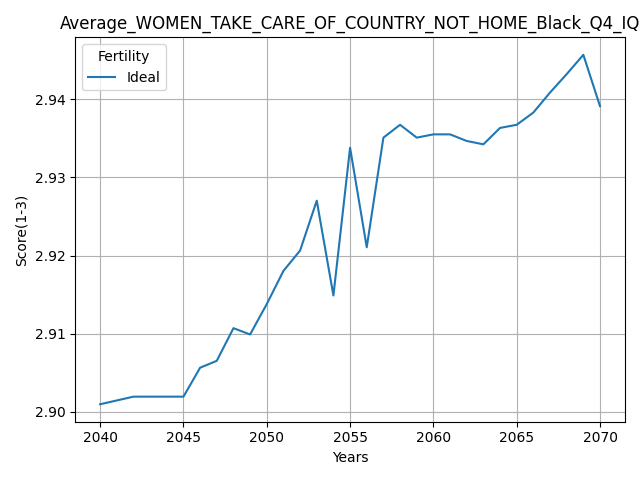 Average_WOMEN_TAKE_CARE_OF_COUNTRY_NOT_HOME_Black_Q4_IQ
Fertility
Ideal
Score(1-3)
2.94
2.93
2.92
2.91
2.90
2040 2045 2050 2055 2060 2065 2070
Years